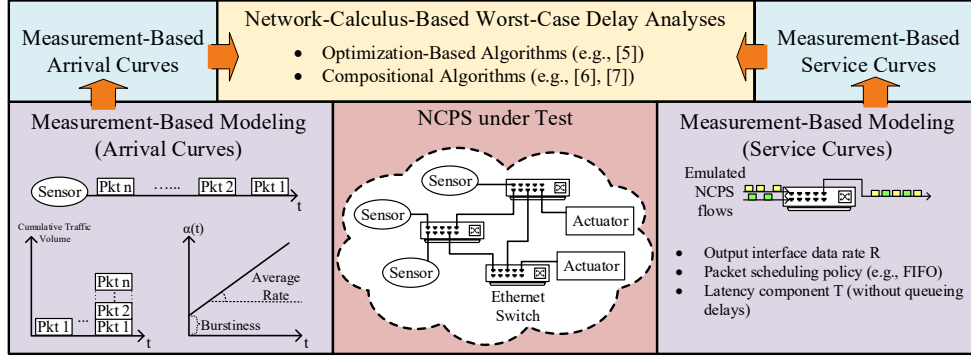 Measurement-Based
Arrival Curves
Network-Calculus-Based Worst-Case Delay Analyses
• Optimization-Based Algorithms (e.g., [5])
• Compositional Algorithms (e.g., [6], [7])
Measurement-Based
Service Curves
Measurement-Based Modeling
(Arrival Curves)
Sensor
Pkt n
......
Pkt 2
Pkt 1
t
Cumulative Traffic
Volume
Pkt n
Pkt 2
Pkt 1
...
Pkt 1
t
α(t)
Average
Rate
Burstiness
t
NCPS under Test
Sensor
Sensor
Sensor
Actuator
Actuator
Ethernet
Switch
Measurement-Based Modeling
(Service Curves)
Emulated
NCPS
flows
• Output interface data rate R
• Packet scheduling policy (e.g., FIFO)
• Latency component T (without queueing
delays)